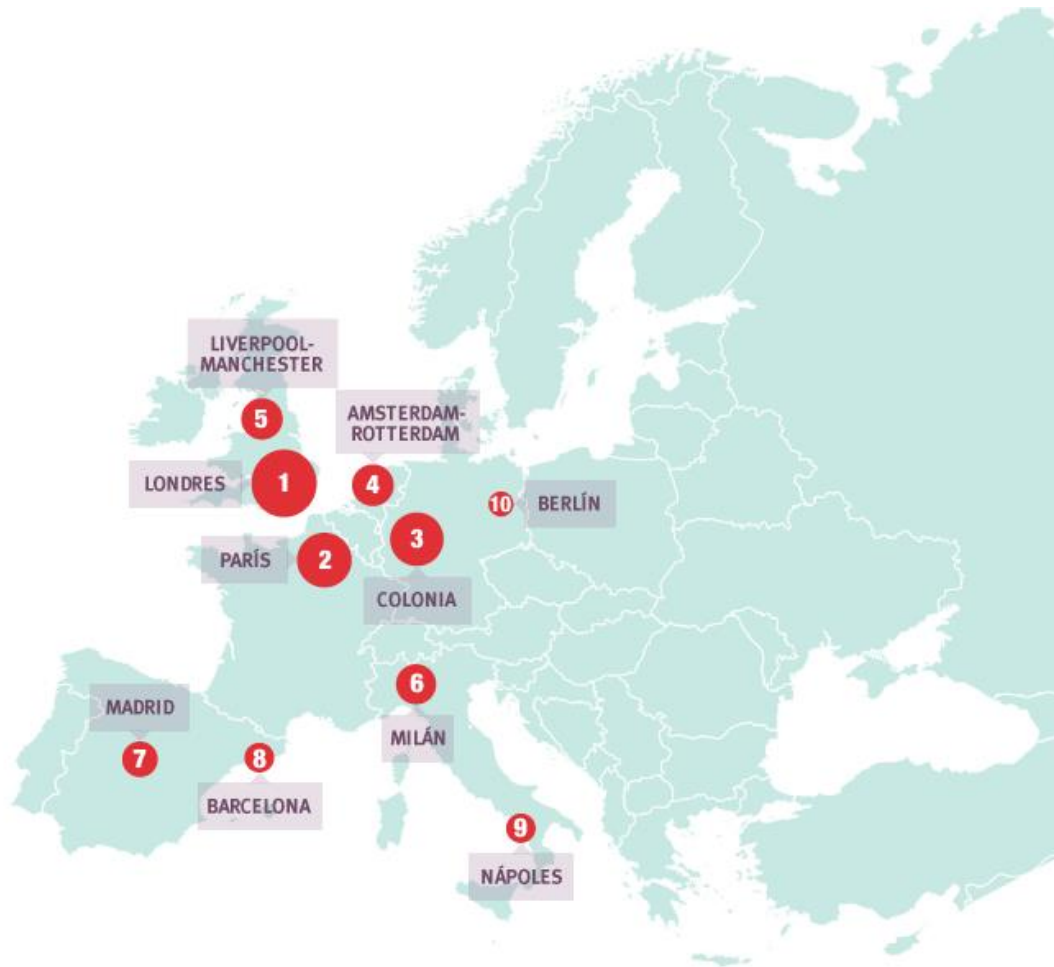 LIVERPOOL-
MANCHESTER
5
AMSTERDAM-
ROTTERDAM
4
LONDRES
1
10
BERLÍN
3
COLONIA
PARÍS
2
6
MILÁN
MADRID
7
8
BARCELONA
9
NÁPOLES